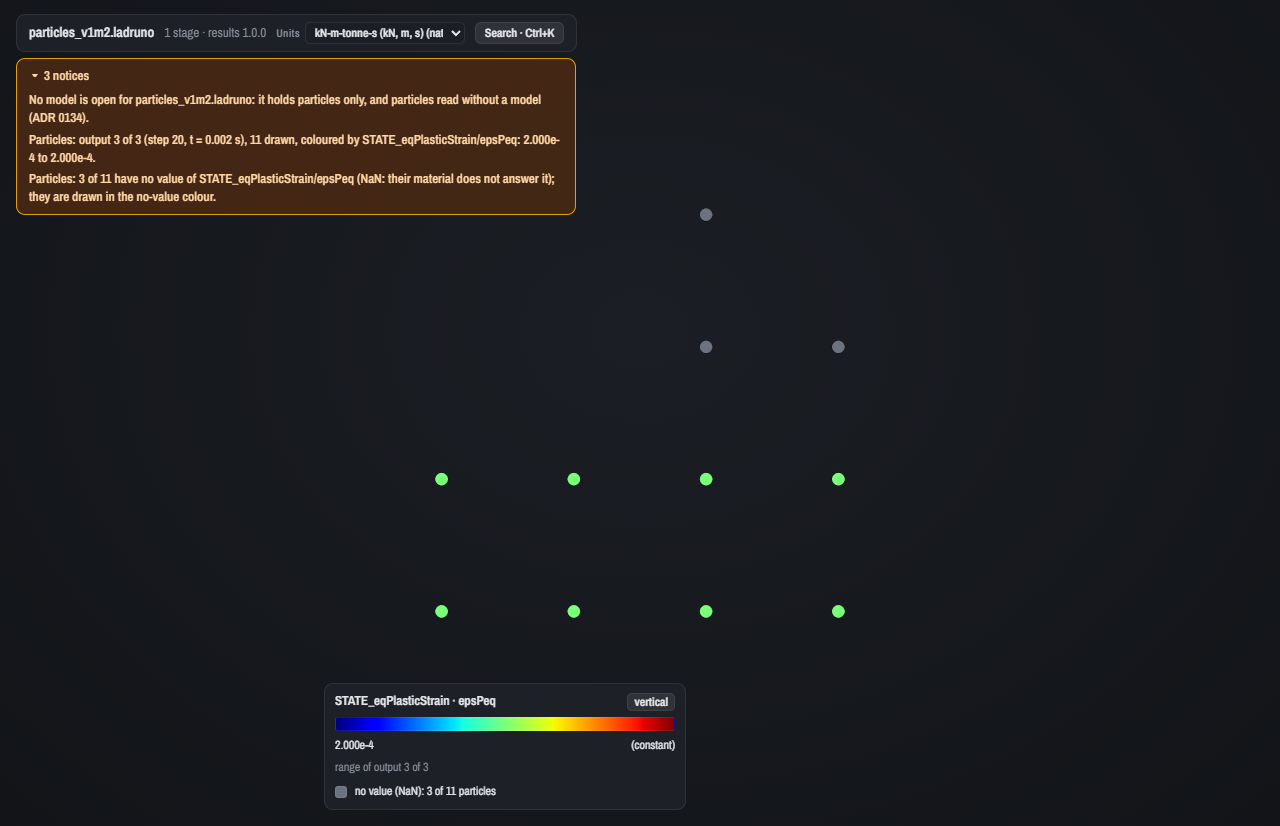 particles_v1m2.ladruno 1 stage · results 1.0.0 Units kN-m-tonne-s (kN, m, s) (nat Search · Ctrl+K
3 notices
No model is open for particles_v1m2.ladruno: it holds particles only, and particles read without a model
(ADR 0134).
Particles: output 3 of 3 (step 20, t = 0.002 s), 11 drawn, coloured by STATE_eqPlasticStrain/epsPeq: 2.000e-
4 to 2.000e-4.
Particles: 3 of 11 have no value of STATE_eqPlasticStrain/epsPeq (NaN: their material does not answer it);
they are drawn in the no-value colour.
STATE_eqPlasticStrain · epsPeq vertical
2.000e-4 (constant)
range of output 3 of 3
no value (NaN): 3 of 11 particles